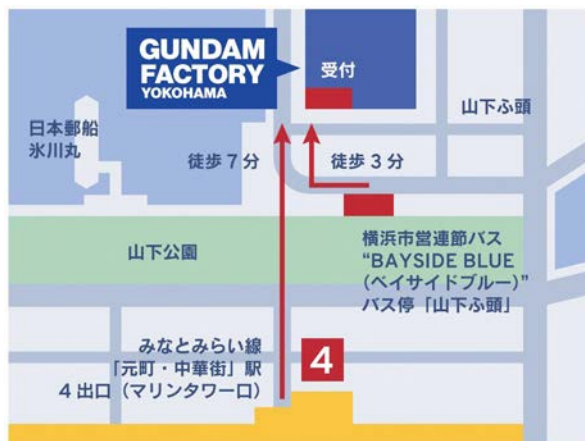 GUNDAM
FACTORY
YOKOHAMA
受付
山下ふ頭
日本郵船
氷川丸
徒歩7分
徒歩3分
山下公園
横浜市営連節バス
“BAYSIDE BLUE
（ベイサイドブルー）”
バス停「山下ふ頭」
みなとみらい線
「元町・中華街」駅
4出口（マリンタワー口）
4